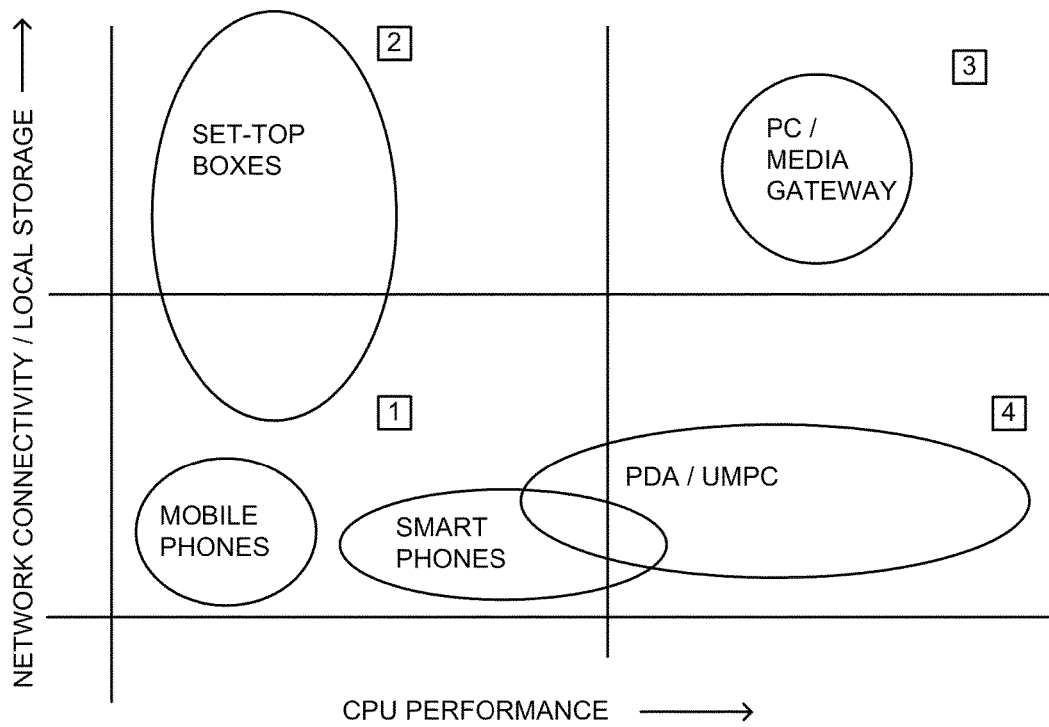 NETWORK CONNECTIVITY / LOCAL STORAGE
2
SET-TOP
BOXES
3
PC /
MEDIA
GATEWAY
1
4
MOBILE
PHONES
SMART
PHONES
PDA / UMPC
CPU PERFORMANCE